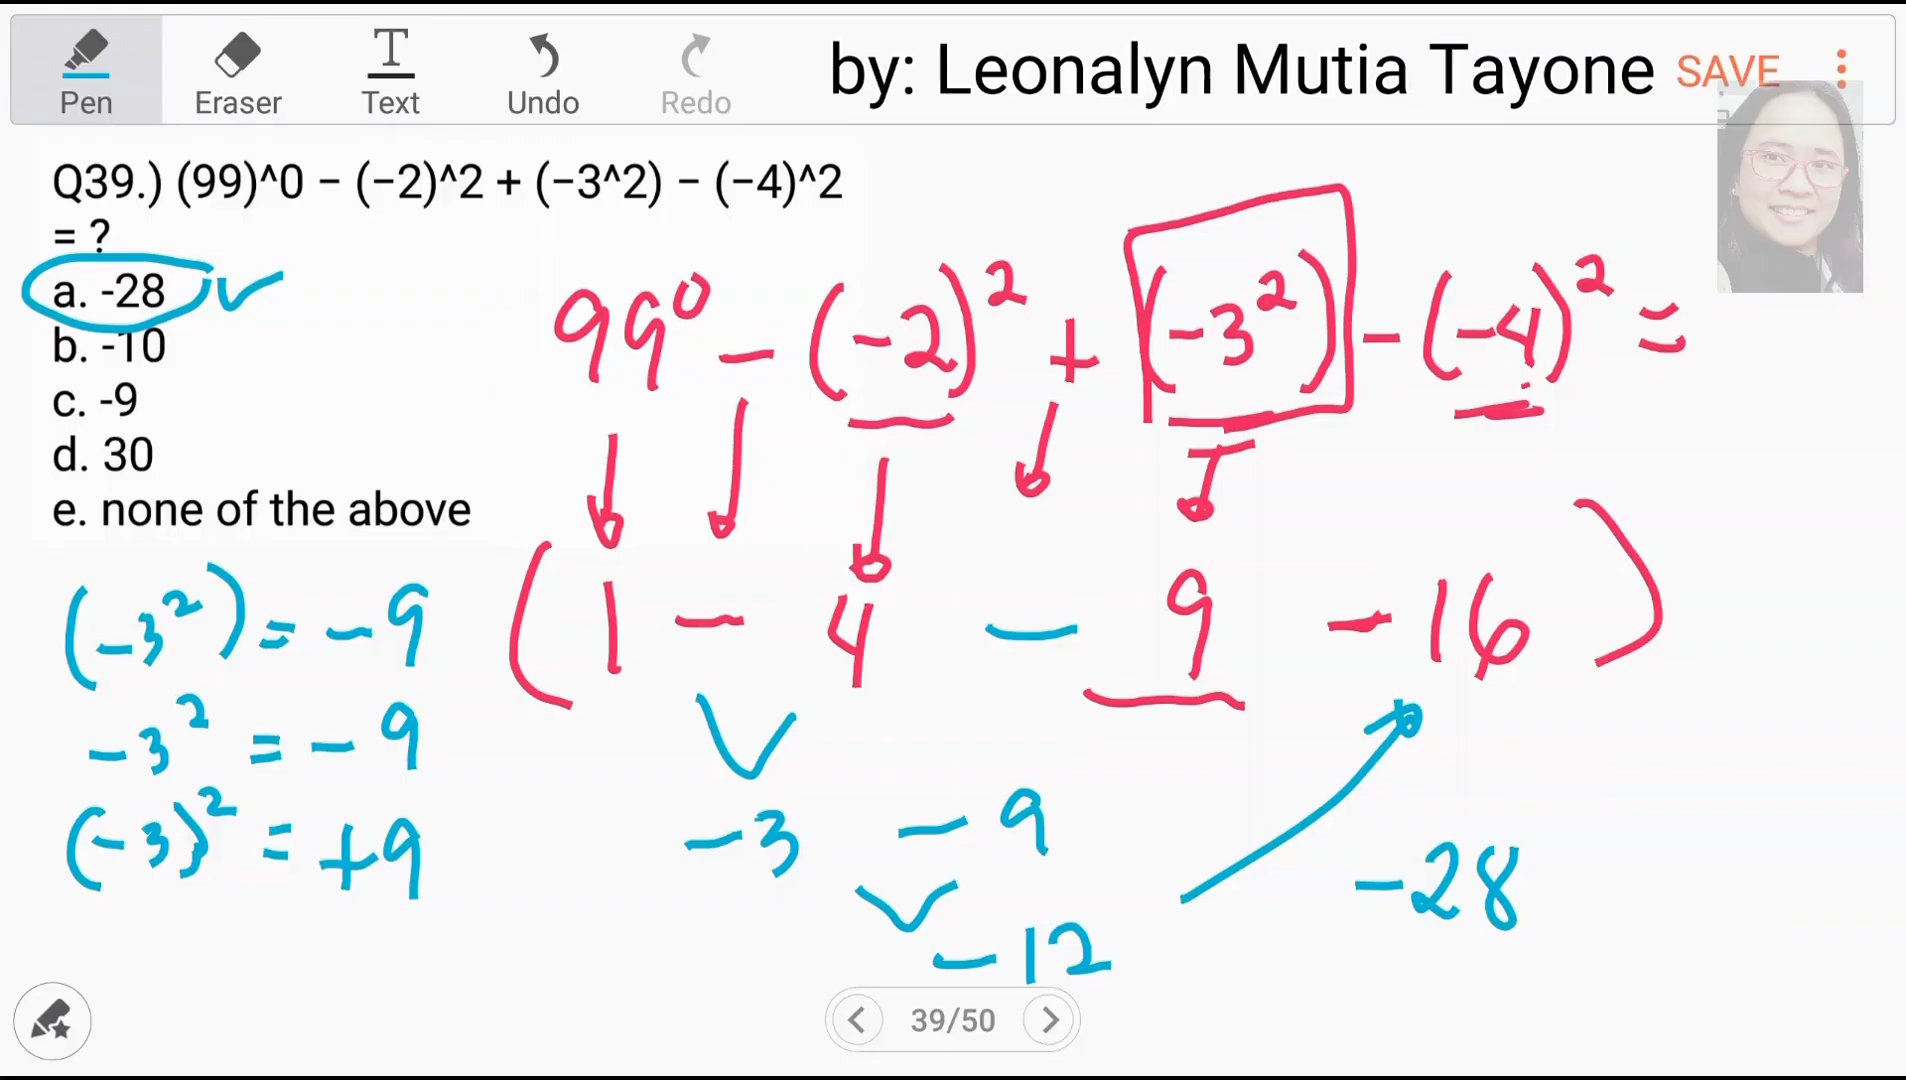 Pen
Eraser
Text
Undo
Redo
by: Leonalyn Mutia Tayone
SAVE
Q39.) (99)^0 − (−2)^2 + (−3^2) − (−4)^2
= ?
a. -28
b. -10
c. -9
d. 30
e. none of the above
99⁰ − (−2)² + (−3²) − (−4)² =
(1 − 4 − 9 − 16)
−3 − 9
−12
−28
(−3²) = −9
−3² = −9
(−3)² = +9
39/50